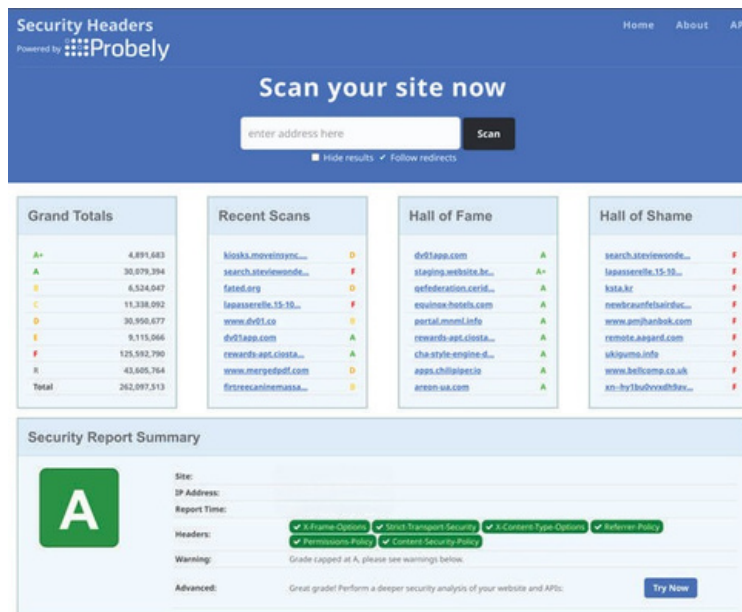 Security Headers
Home About AP
Powered by Probely
Scan your site now
enter address here Scan
Hide results ✓ Follow redirects
Grand Totals
A+ 4,891,683
A 30,079,394
B 6,524,047
C 11,338,092
D 30,950,677
E 9,115,066
F 125,592,790
R 43,605,764
Total 262,097,513
Recent Scans
kiosks.moveinsync.... D
search.steviewonde... F
fated.org D
lapasserelle.15-10... F
www.dv01.co B
dv01app.com A
rewards-apt.ciosta... A
www.mergedpdf.com D
firtreecaninemassa... B
Hall of Fame
dv01app.com A
staging.website.br... A+
qefederation.cerid... A
equinox-hotels.com A
portal.mnml.info A
rewards-apt.ciosta... A
cha-style-engine-d... A
apps.chilipiper.io A
areon-ua.com A
Hall of Shame
search.steviewonde... F
lapasserelle.15-10... F
ksta.kr F
newbraunfelsairduc... F
www.pmjhanbok.com F
remote.aagard.com F
ukigumo.info F
www.bellcomp.co.uk F
xn--hy1bu0vvxdh9av... F
Security Report Summary
A
Site:
IP Address:
Report Time:
Headers: ✓ X-Frame-Options ✓ Strict-Transport-Security ✓ X-Content-Type-Options ✓ Referrer-Policy
✓ Permissions-Policy ✓ Content-Security-Policy
Warning: Grade capped at A, please see warnings below.
Advanced: Great grade! Perform a deeper security analysis of your website and APIs: Try Now